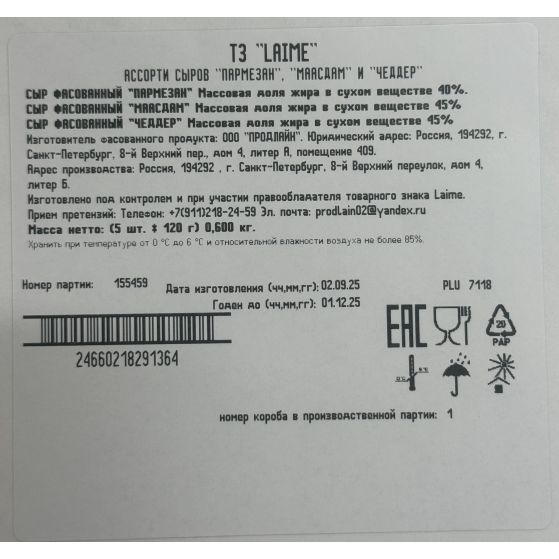 ТЗ "LAIME"
АССОРТИ СЫРОВ "ПАРМЕЗАН", "МААСДАМ" И "ЧЕДДЕР"
СЫР ФАСОВАННЫЙ "ПАРМЕЗАН" Массовая доля жира в сухом веществе 40%.
СЫР ФАСОВАННЫЙ "МААСДАМ" Массовая доля жира в сухом веществе 45%
СЫР ФАСОВАННЫЙ "ЧЕДДЕР" Массовая доля жира в сухом веществе 45%
Изготовитель фасованного продукта: ООО "ПРОДЛАЙН". Юридический адрес: Россия, 194292, г.
Санкт-Петербург, 8-й Верхний пер., дом 4, литер А, помещение 409.
Адрес производства: Россия, 194292 , г. Санкт-Петербург, 8-й Верхний переулок, дом 4,
литер Б.
Изготовлено под контролем и при участии правообладателя товарного знака Laime.
Прием претензий: Телефон: +7(911)218-24-59 Эл. почта: prodlain02@yandex.ru
Масса нетто: (5 шт. * 120 г) 0,600 кг.
Хранить при температуре от 0 °С до 6 °С и относительной влажности воздуха не более 85%.
Номер партии: 155459 Дата изготовления (чч,мм,гг): 02.09.25 PLU 7118
Годен до (чч,мм,гг): 01.12.25
EAC
20
PAP
24660218291364
номер короба в производственной партии: 1